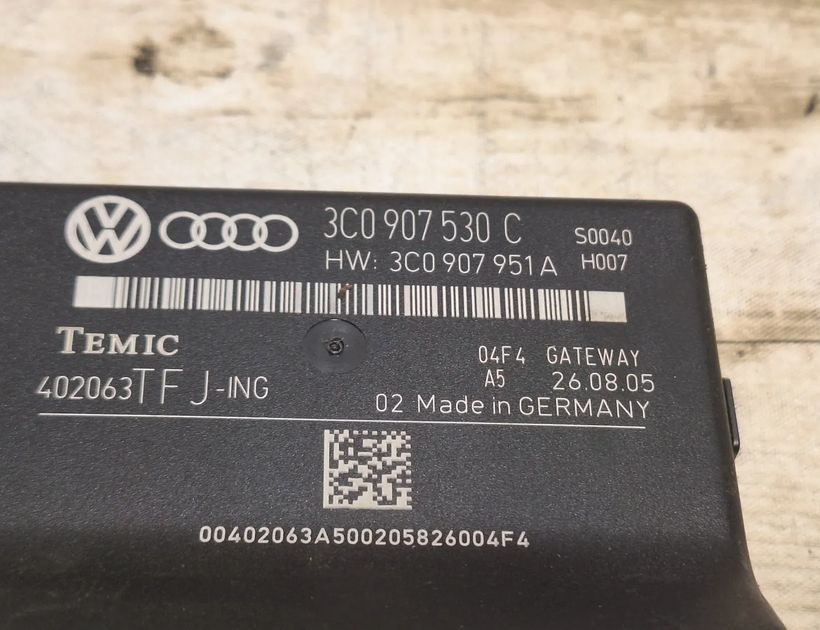 3C0 907 530 C S0040
HW: 3C0 907 951 A H007
TEMIC 04F4 GATEWAY
402063TFJ-ING A5 26.08.05
02 Made in GERMANY
00402063A500205826004F4